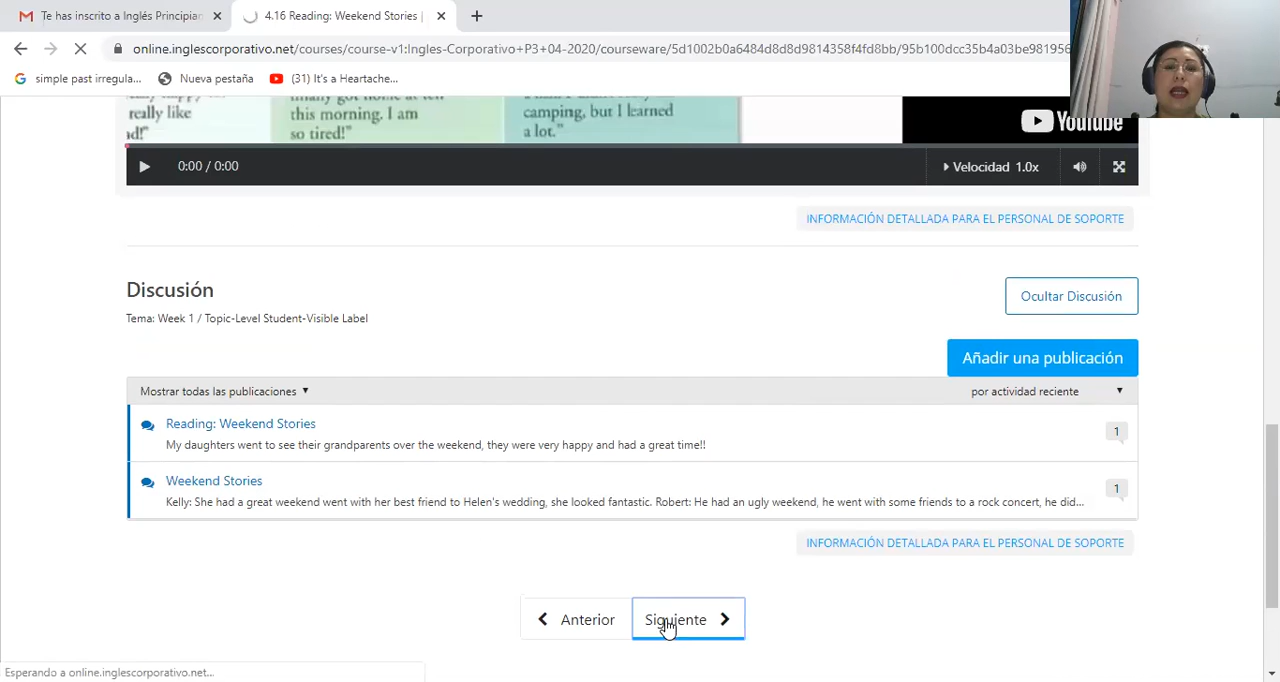 Te has inscrito a Inglés Principian
4.16 Reading: Weekend Stories |
online.inglescorporativo.net/courses/course-v1:Ingles-Corporativo+P3+04-2020/courseware/5d1002b0a6484d8d8d9814358f4fd8bb/95b100dcc35b4a03be981956
simple past irregula...
Nueva pestaña
(31) It's a Heartache...
really like
this morning. I am
so tired!"
camping, but I learned
a lot."
YouTube
0:00 / 0:00
Velocidad 1.0x
INFORMACIÓN DETALLADA PARA EL PERSONAL DE SOPORTE
Discusión
Ocultar Discusión
Tema: Week 1 / Topic-Level Student-Visible Label
Añadir una publicación
Mostrar todas las publicaciones
por actividad reciente
Reading: Weekend Stories
1
My daughters went to see their grandparents over the weekend, they were very happy and had a great time!!
Weekend Stories
1
Kelly: She had a great weekend went with her best friend to Helen's wedding, she looked fantastic. Robert: He had an ugly weekend, he went with some friends to a rock concert, he did...
INFORMACIÓN DETALLADA PARA EL PERSONAL DE SOPORTE
Anterior
Siguiente
Esperando a online.inglescorporativo.net...